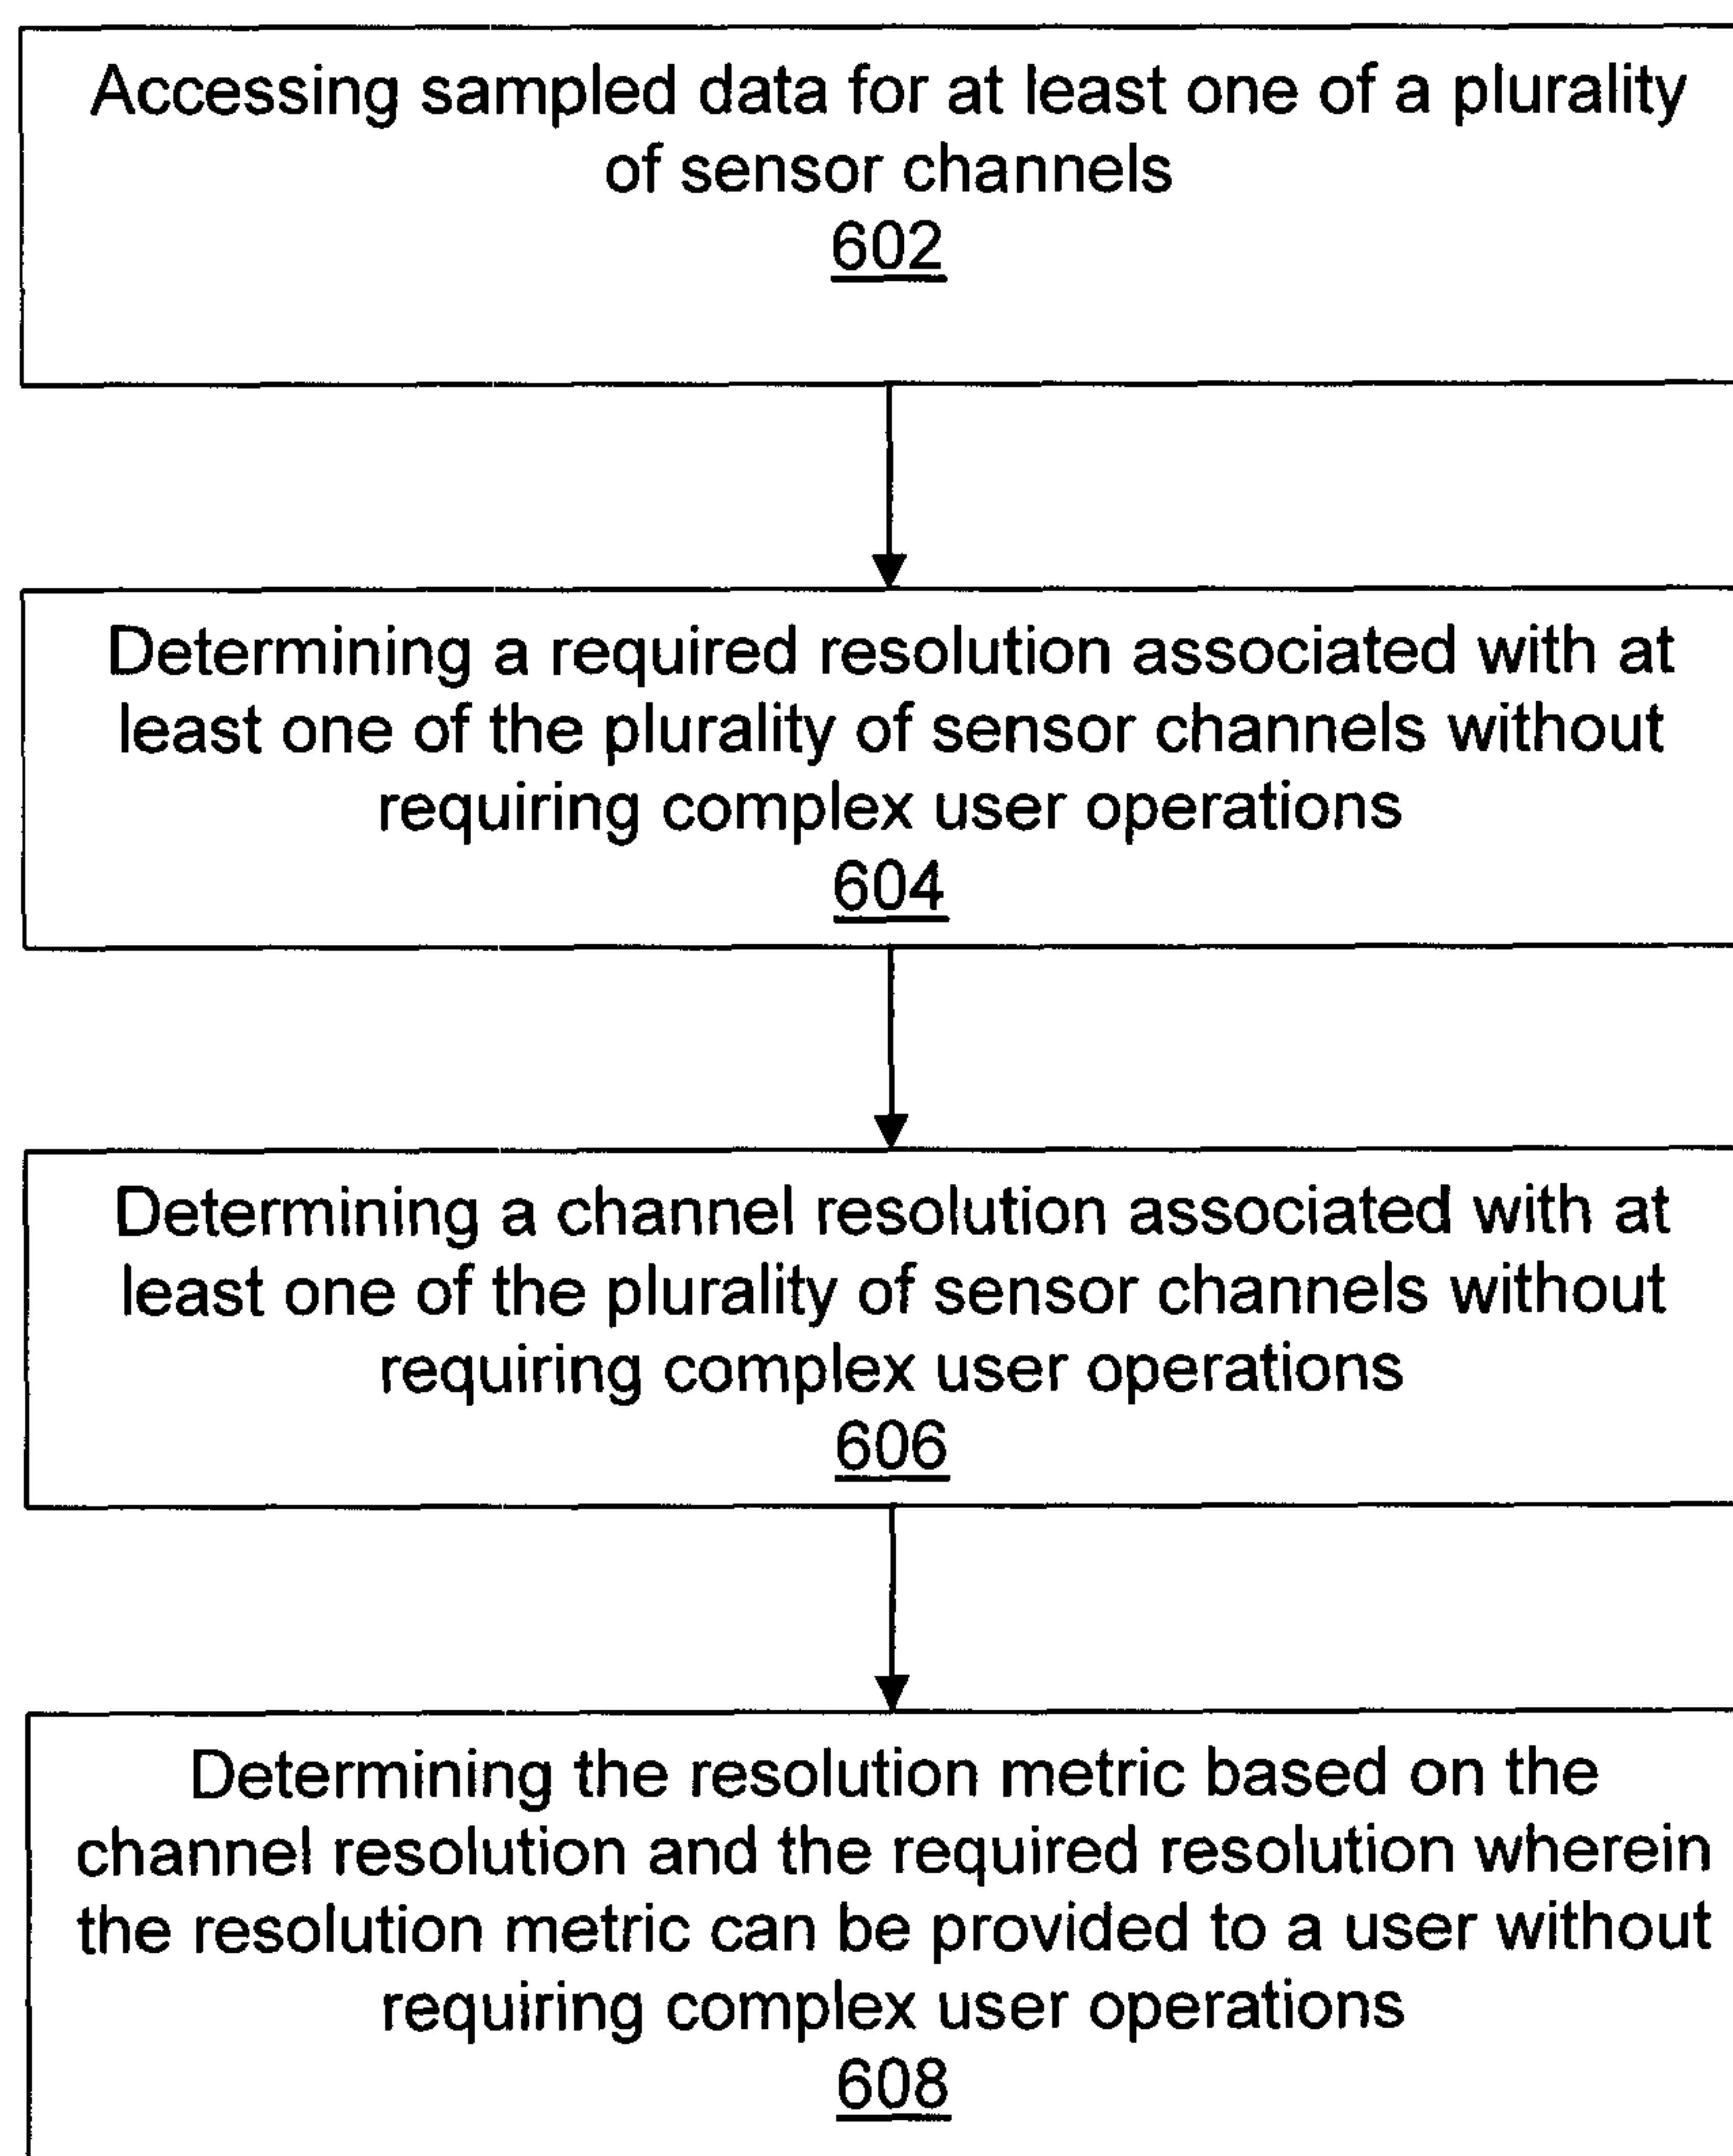 Accessing sampled data for at least one of a plurality
of sensor channels
602
Determining a required resolution associated with at
least one of the plurality of sensor channels without
requiring complex user operations
604
Determining a channel resolution associated with at
least one of the plurality of sensor channels without
requiring complex user operations
606
Determining the resolution metric based on the
channel resolution and the required resolution wherein
the resolution metric can be provided to a user without
requiring complex user operations
608